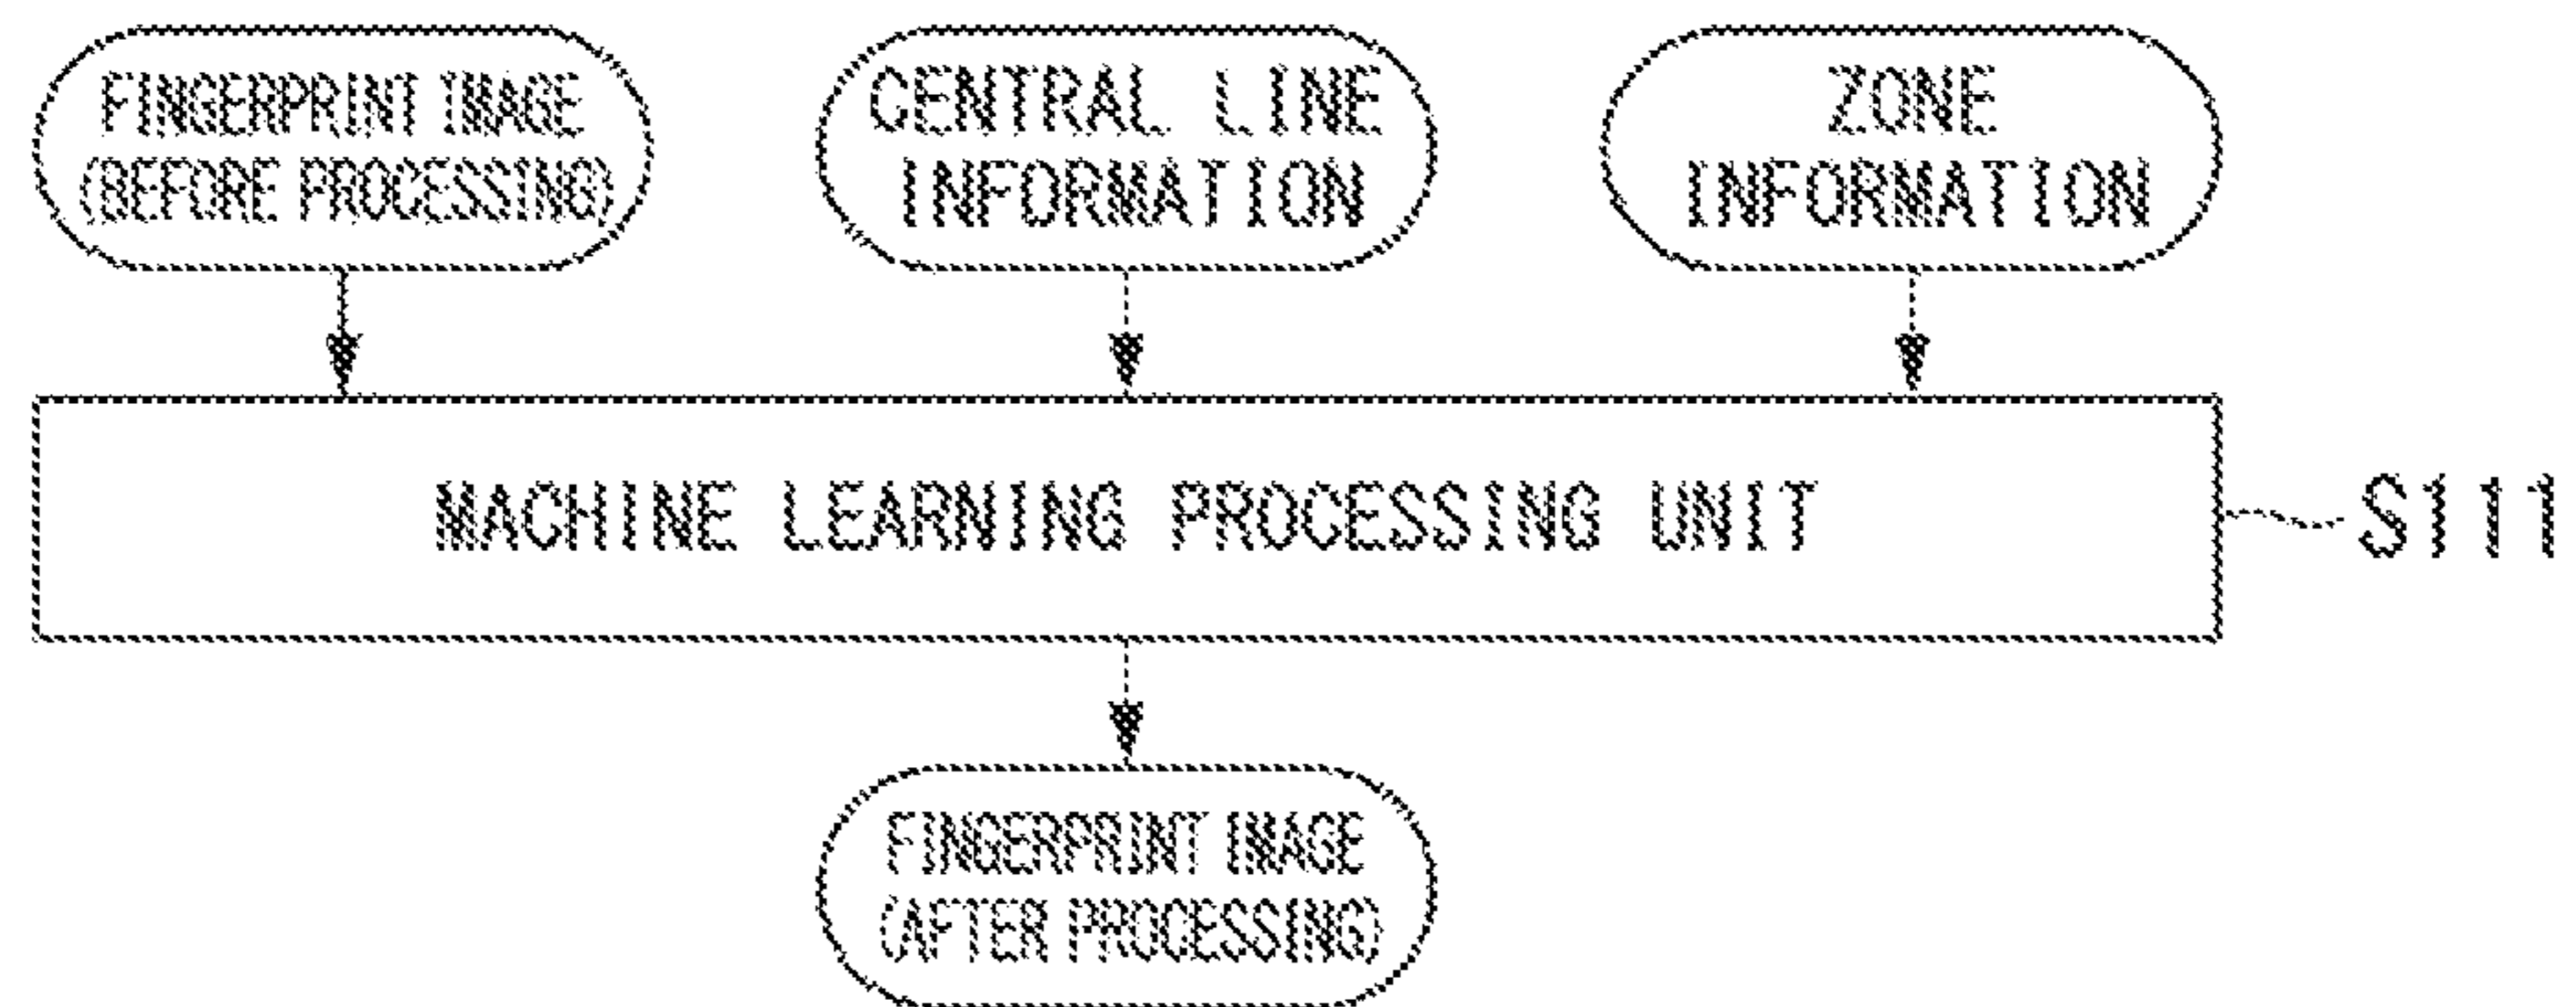 FINGERPRINT IMAGE
(BEFORE PROCESSING)
CENTRAL LINE
INFORMATION
ZONE
INFORMATION
MACHINE LEARNING PROCESSING UNIT
S111
FINGERPRINT IMAGE
(AFTER PROCESSING)